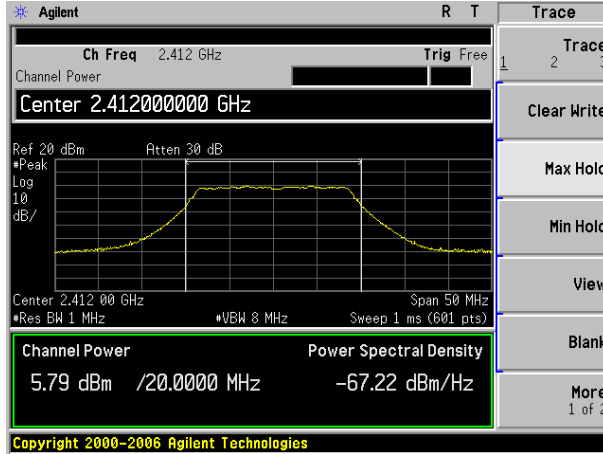 Agilent R T Trace
Ch Freq 2.412 GHz Trig Free
Trace
1 2 3
Channel Power
Center 2.412000000 GHz
Clear Write
Ref 20 dBm Atten 30 dB
#Peak
Log
10
dB/
Max Hold
Min Hold
View
Center 2.412 00 GHz Span 50 MHz
#Res BW 1 MHz #VBW 8 MHz Sweep 1 ms (601 pts)
Blank
Channel Power Power Spectral Density
5.79 dBm /20.0000 MHz -67.22 dBm/Hz
More
1 of 2
Copyright 2000-2006 Agilent Technologies